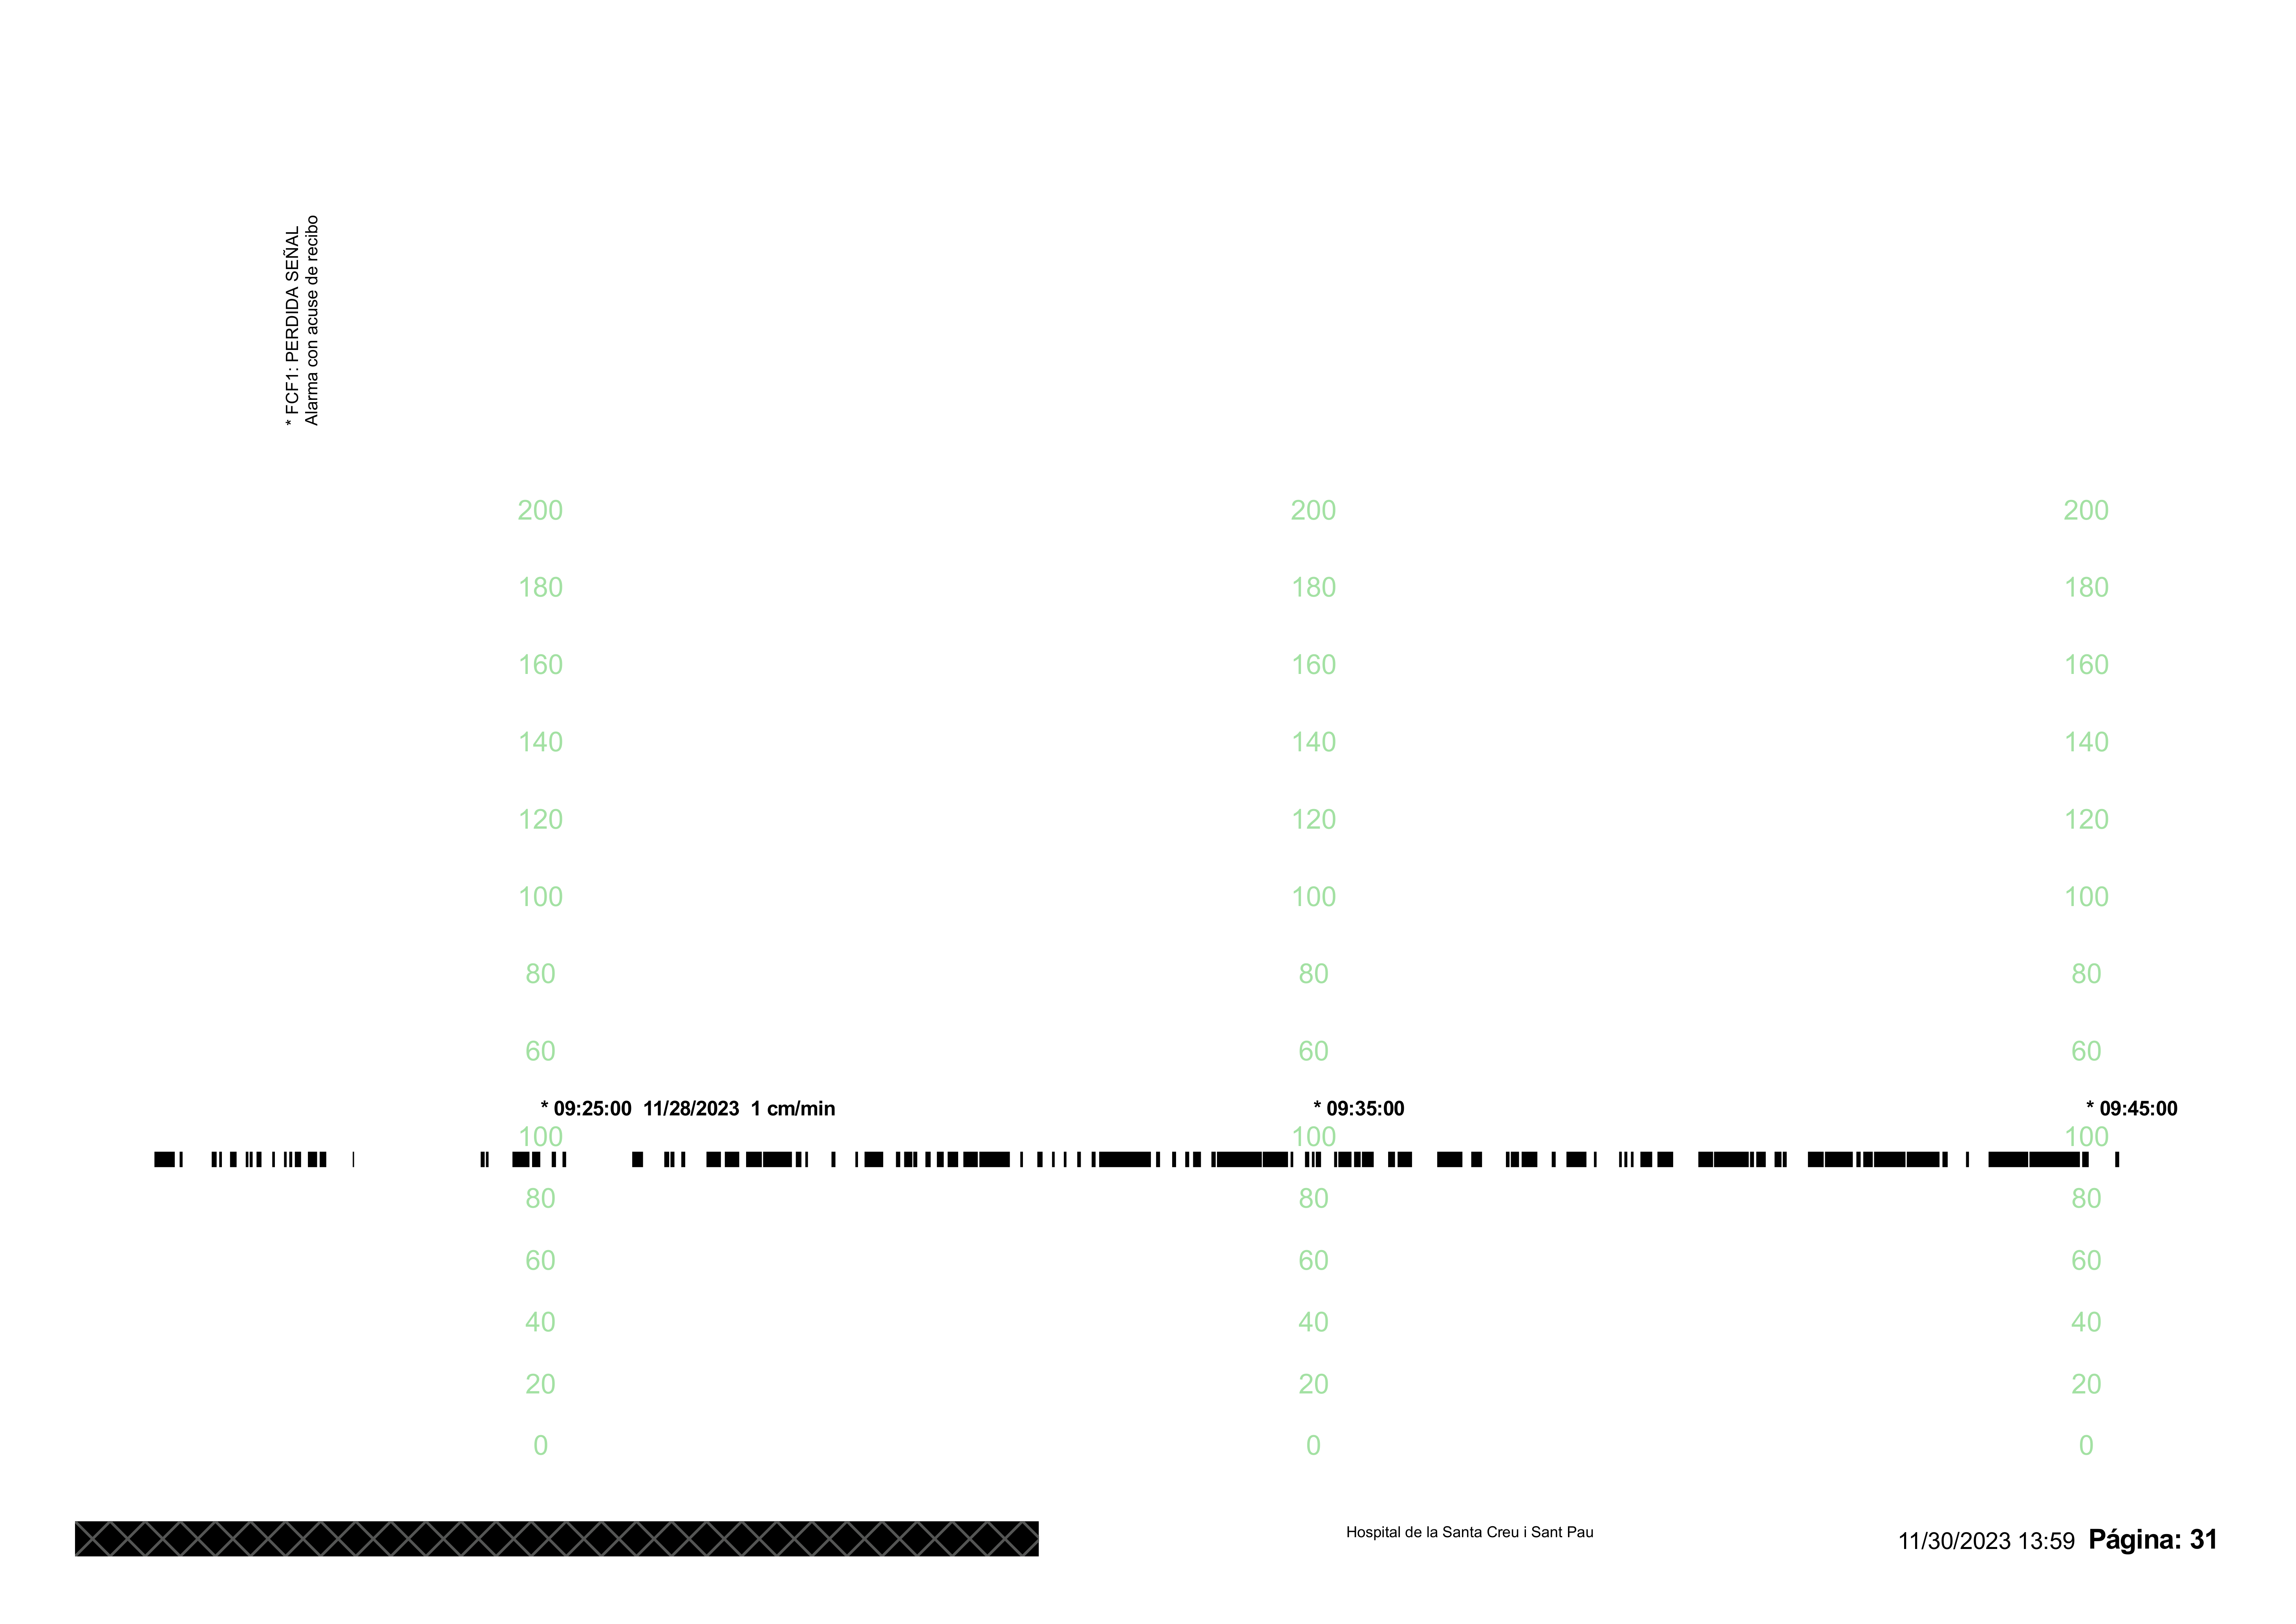 * FCF1: PERDIDA SEÑAL
Alarma con acuse de recibo
200 200 200
180 180 180
160 160 160
140 140 140
120 120 120
100 100 100
80 80 80
60 60 60
* 09:25:00 11/28/2023 1 cm/min * 09:35:00 * 09:45:00
100 100 100
80 80 80
60 60 60
40 40 40
20 20 20
0 0 0
Hospital de la Santa Creu i Sant Pau
11/30/2023 13:59 Página: 31